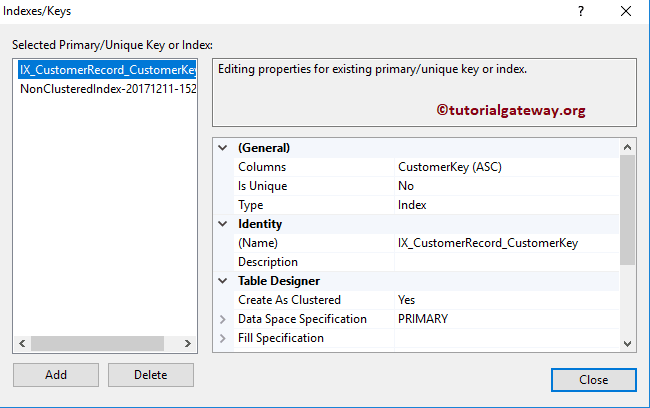 Indexes/Keys
?
Selected Primary/Unique Key or Index:
IX_CustomerRecord_CustomerKey
NonClusteredIndex-20171211-152
Editing properties for existing primary/unique key or index.
©tutorialgateway.org
(General)
Columns CustomerKey (ASC)
Is Unique No
Type Index
Identity
(Name) IX_CustomerRecord_CustomerKey
Description
Table Designer
Create As Clustered Yes
Data Space Specification PRIMARY
Fill Specification
Add Delete
Close